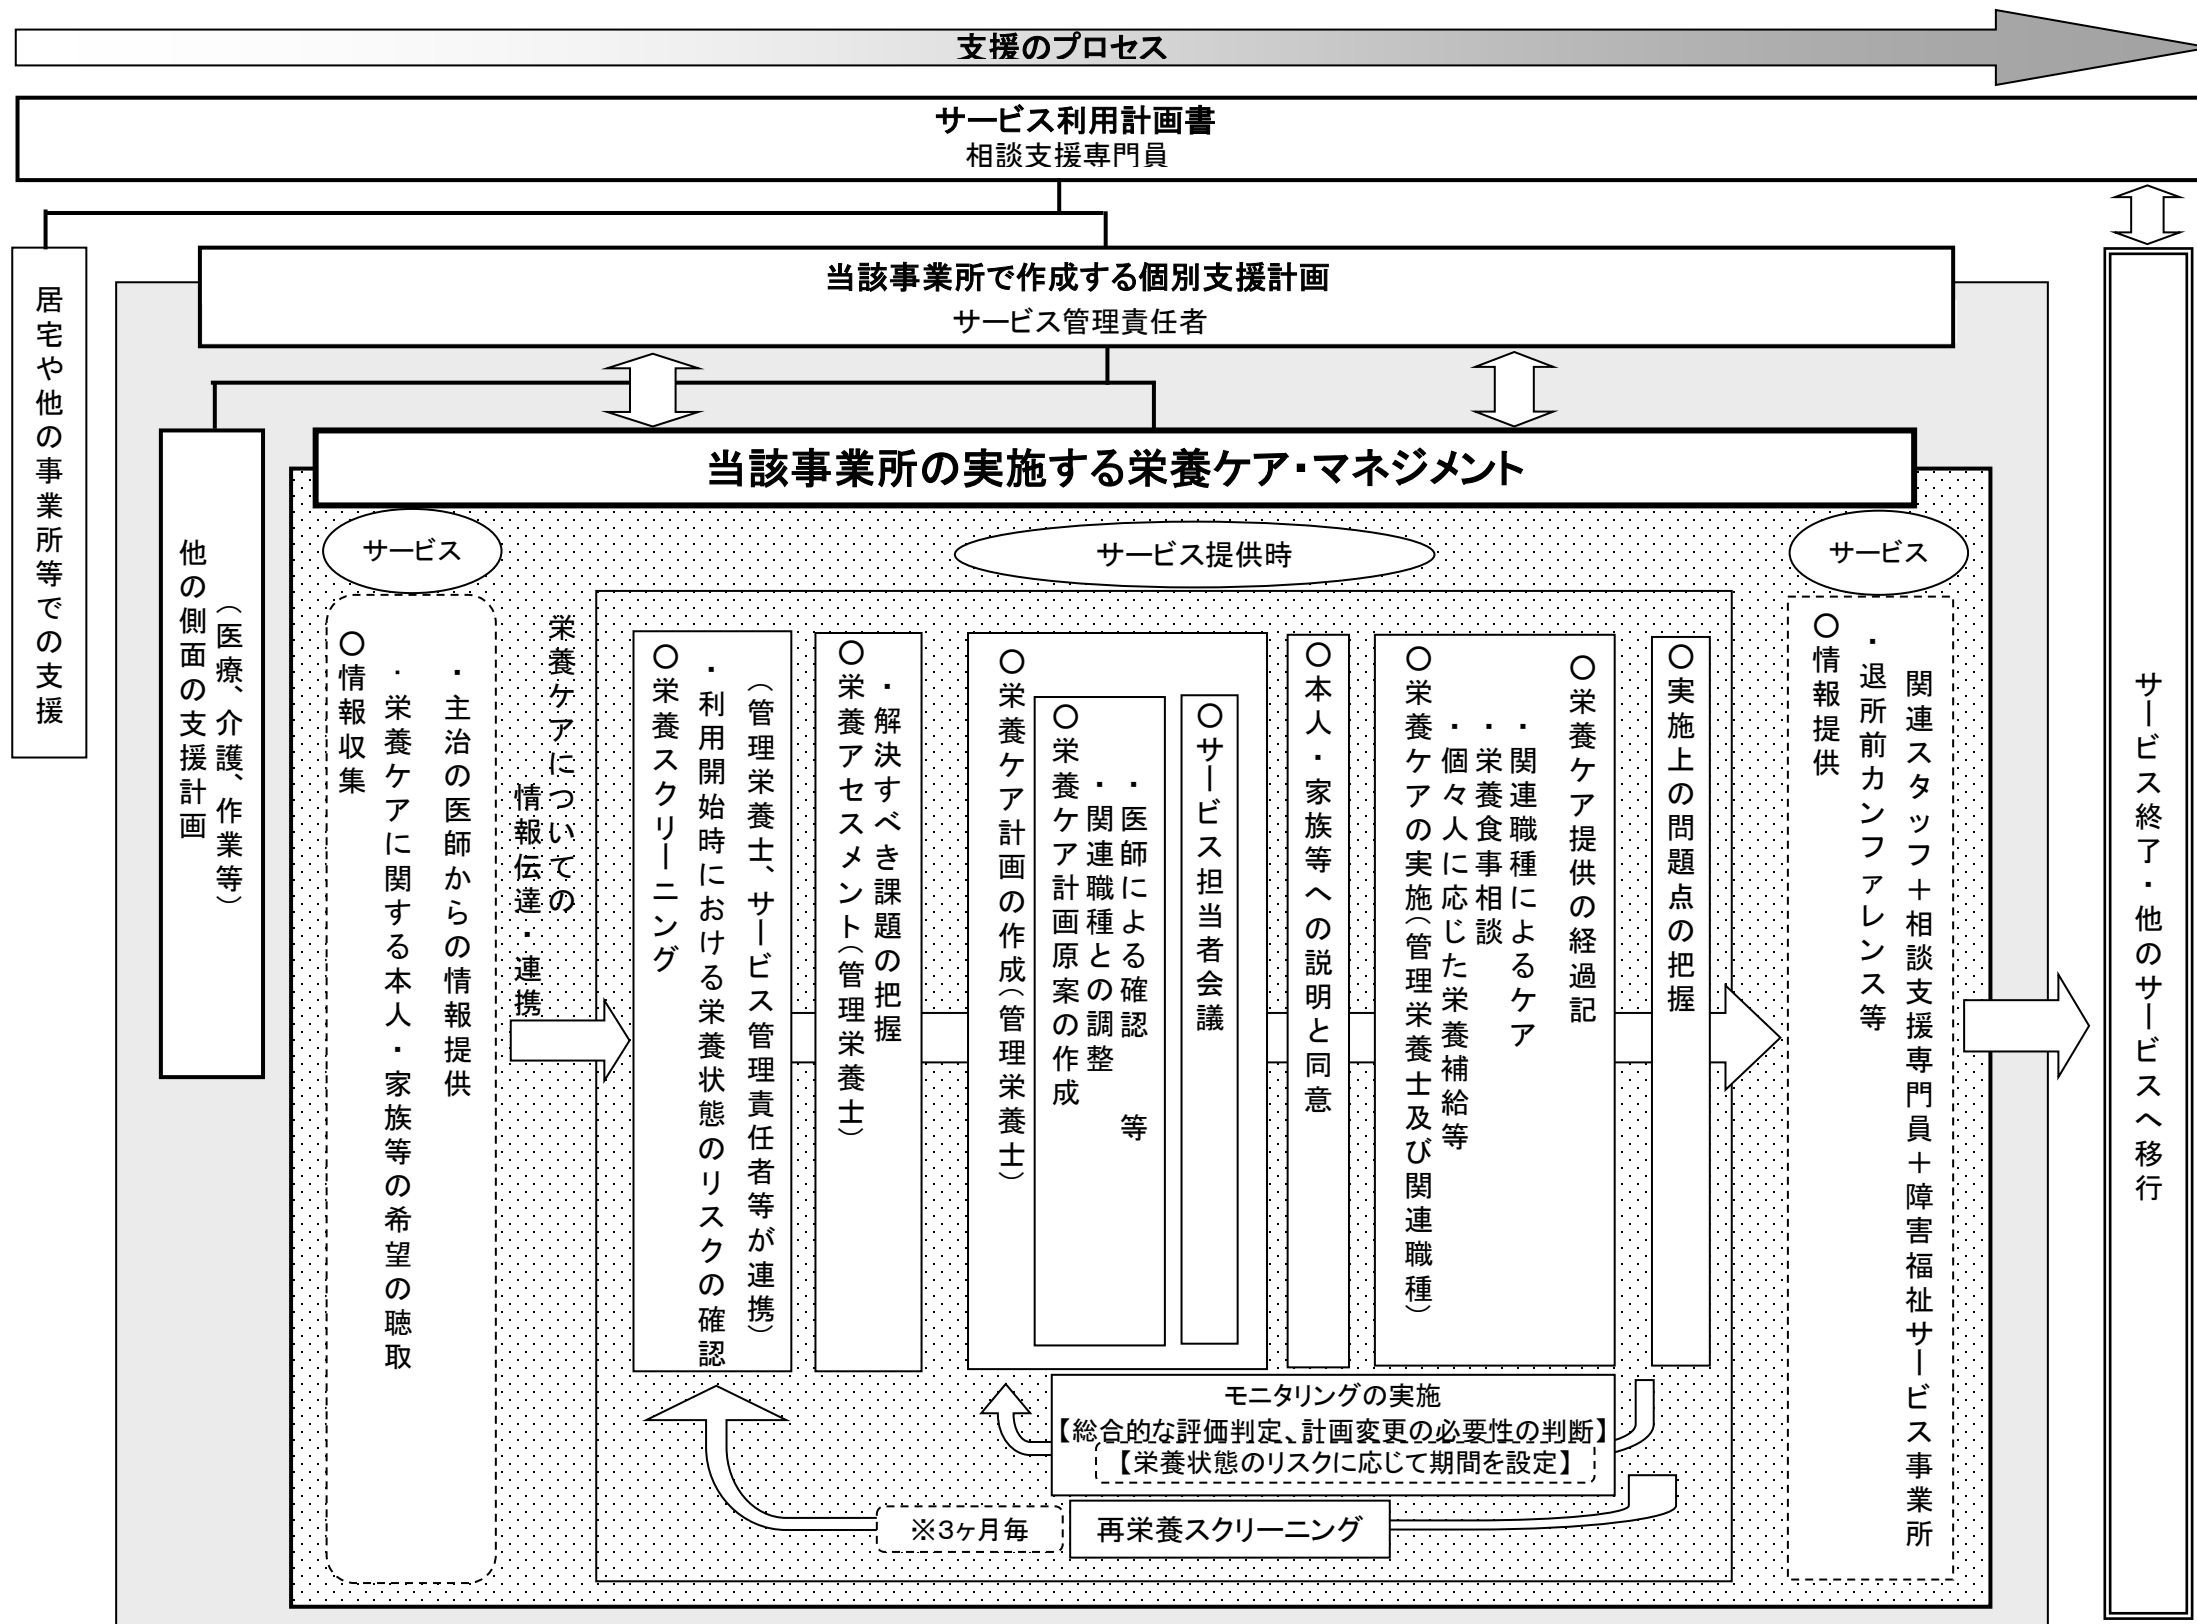 支援のプロセス
サービス利用計画書
相談支援専門員
居宅や他の事業所等での支援
当該事業所で作成する個別支援計画
サービス管理責任者
他の側面の支援計画
（医療、介護、作業等）
当該事業所の実施する栄養ケア・マネジメント
サービス
○情報収集
・栄養ケアに関する本人・家族等の希望の聴取
・主治の医師からの情報提供
栄養ケアについての
情報伝達・連携
サービス提供時
○栄養スクリーニング
・利用開始時における栄養状態のリスクの確認
（管理栄養士、サービス管理責任者等が連携）
○栄養アセスメント（管理栄養士）
・解決すべき課題の把握
○栄養ケア計画の作成（管理栄養士）
○栄養ケア計画原案の作成
・関連職種との調整
・医師による確認　等
○サービス担当者会議
○本人・家族等への説明と同意
○栄養ケアの実施（管理栄養士及び関連職種）
・個々人に応じた栄養補給等
・栄養食事相談
・関連職種によるケア
○栄養ケア提供の経過記
○実施上の問題点の把握
モニタリングの実施
【総合的な評価判定、計画変更の必要性の判断】
【栄養状態のリスクに応じて期間を設定】
※3ヶ月毎
再栄養スクリーニング
サービス
○情報提供
・退所前カンファレンス等
関連スタッフ＋相談支援専門員＋障害福祉サービス事業所
サービス終了・他のサービスへ移行